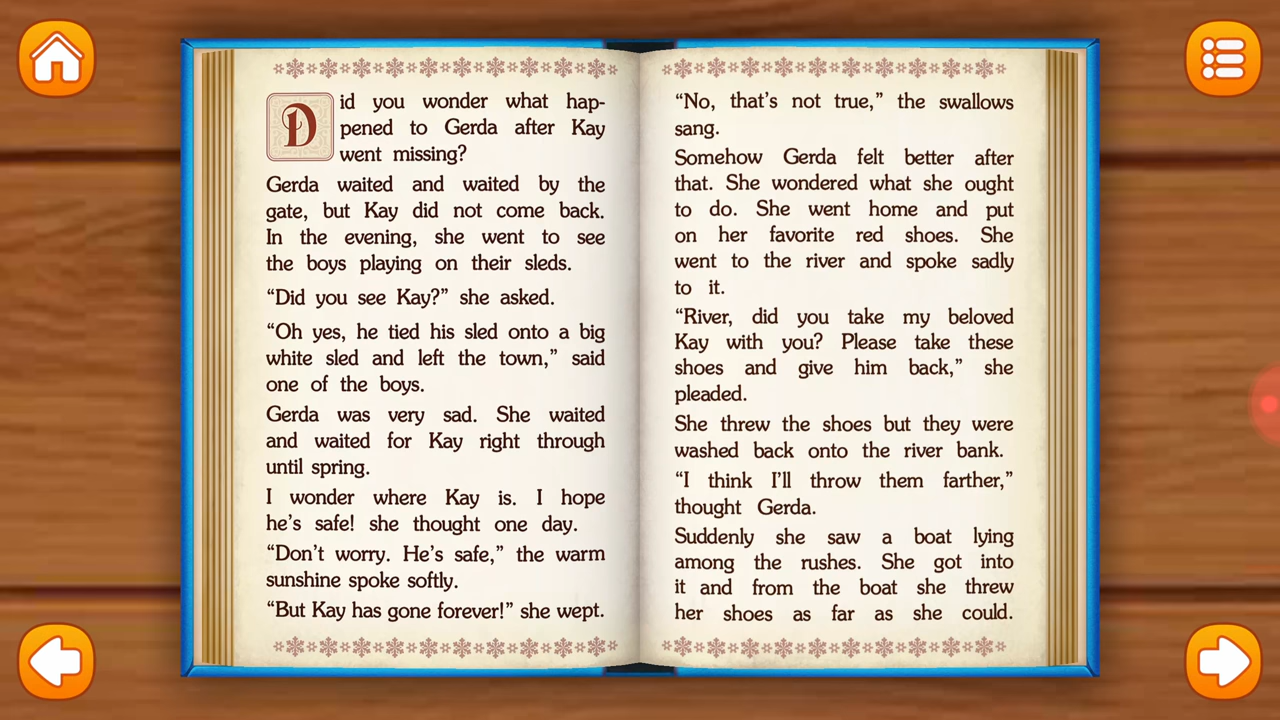 Did you wonder what hap-
pened to Gerda after Kay
went missing?
Gerda waited and waited by the
gate, but Kay did not come back.
In the evening, she went to see
the boys playing on their sleds.
“Did you see Kay?” she asked.
“Oh yes, he tied his sled onto a big
white sled and left the town,” said
one of the boys.
Gerda was very sad. She waited
and waited for Kay right through
until spring.
I wonder where Kay is. I hope
he’s safe! she thought one day.
“Don’t worry. He’s safe,” the warm
sunshine spoke softly.
“But Kay has gone forever!” she wept.
“No, that’s not true,” the swallows
sang.
Somehow Gerda felt better after
that. She wondered what she ought
to do. She went home and put
on her favorite red shoes. She
went to the river and spoke sadly
to it.
“River, did you take my beloved
Kay with you? Please take these
shoes and give him back,” she
pleaded.
She threw the shoes but they were
washed back onto the river bank.
“I think I’ll throw them farther,”
thought Gerda.
Suddenly she saw a boat lying
among the rushes. She got into
it and from the boat she threw
her shoes as far as she could.